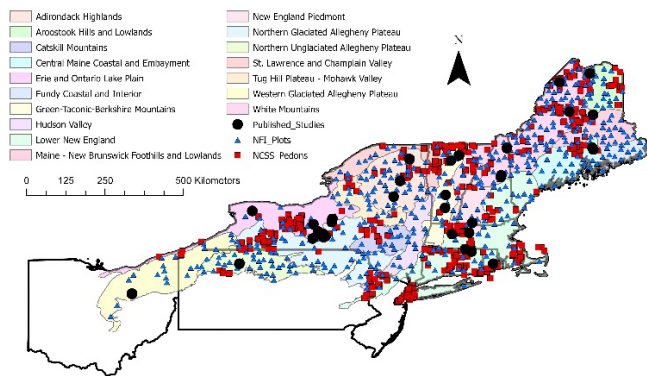 Adirondack Highlands
Aroostook Hills and Lowlands
Catskill Mountains
Central Maine Coastal and Embayment
Erie and Ontario Lake Plain
Fundy Coastal and Interior
Green-Taconic-Berkshire Mountains
Hudson Valley
Lower New England
Maine - New Brunswick Foothills and Lowlands
New England Piedmont
Northern Glaciated Allegheny Plateau
Northern Unglaciated Allegheny Plateau
St. Lawrence and Champlain Valley
Tug Hill Plateau - Mohawk Valley
Western Glaciated Allegheny Plateau
White Mountains
Published_Studies
NFI_Plots
NCSS_Pedons
N
0 125 250 500 Kilometers